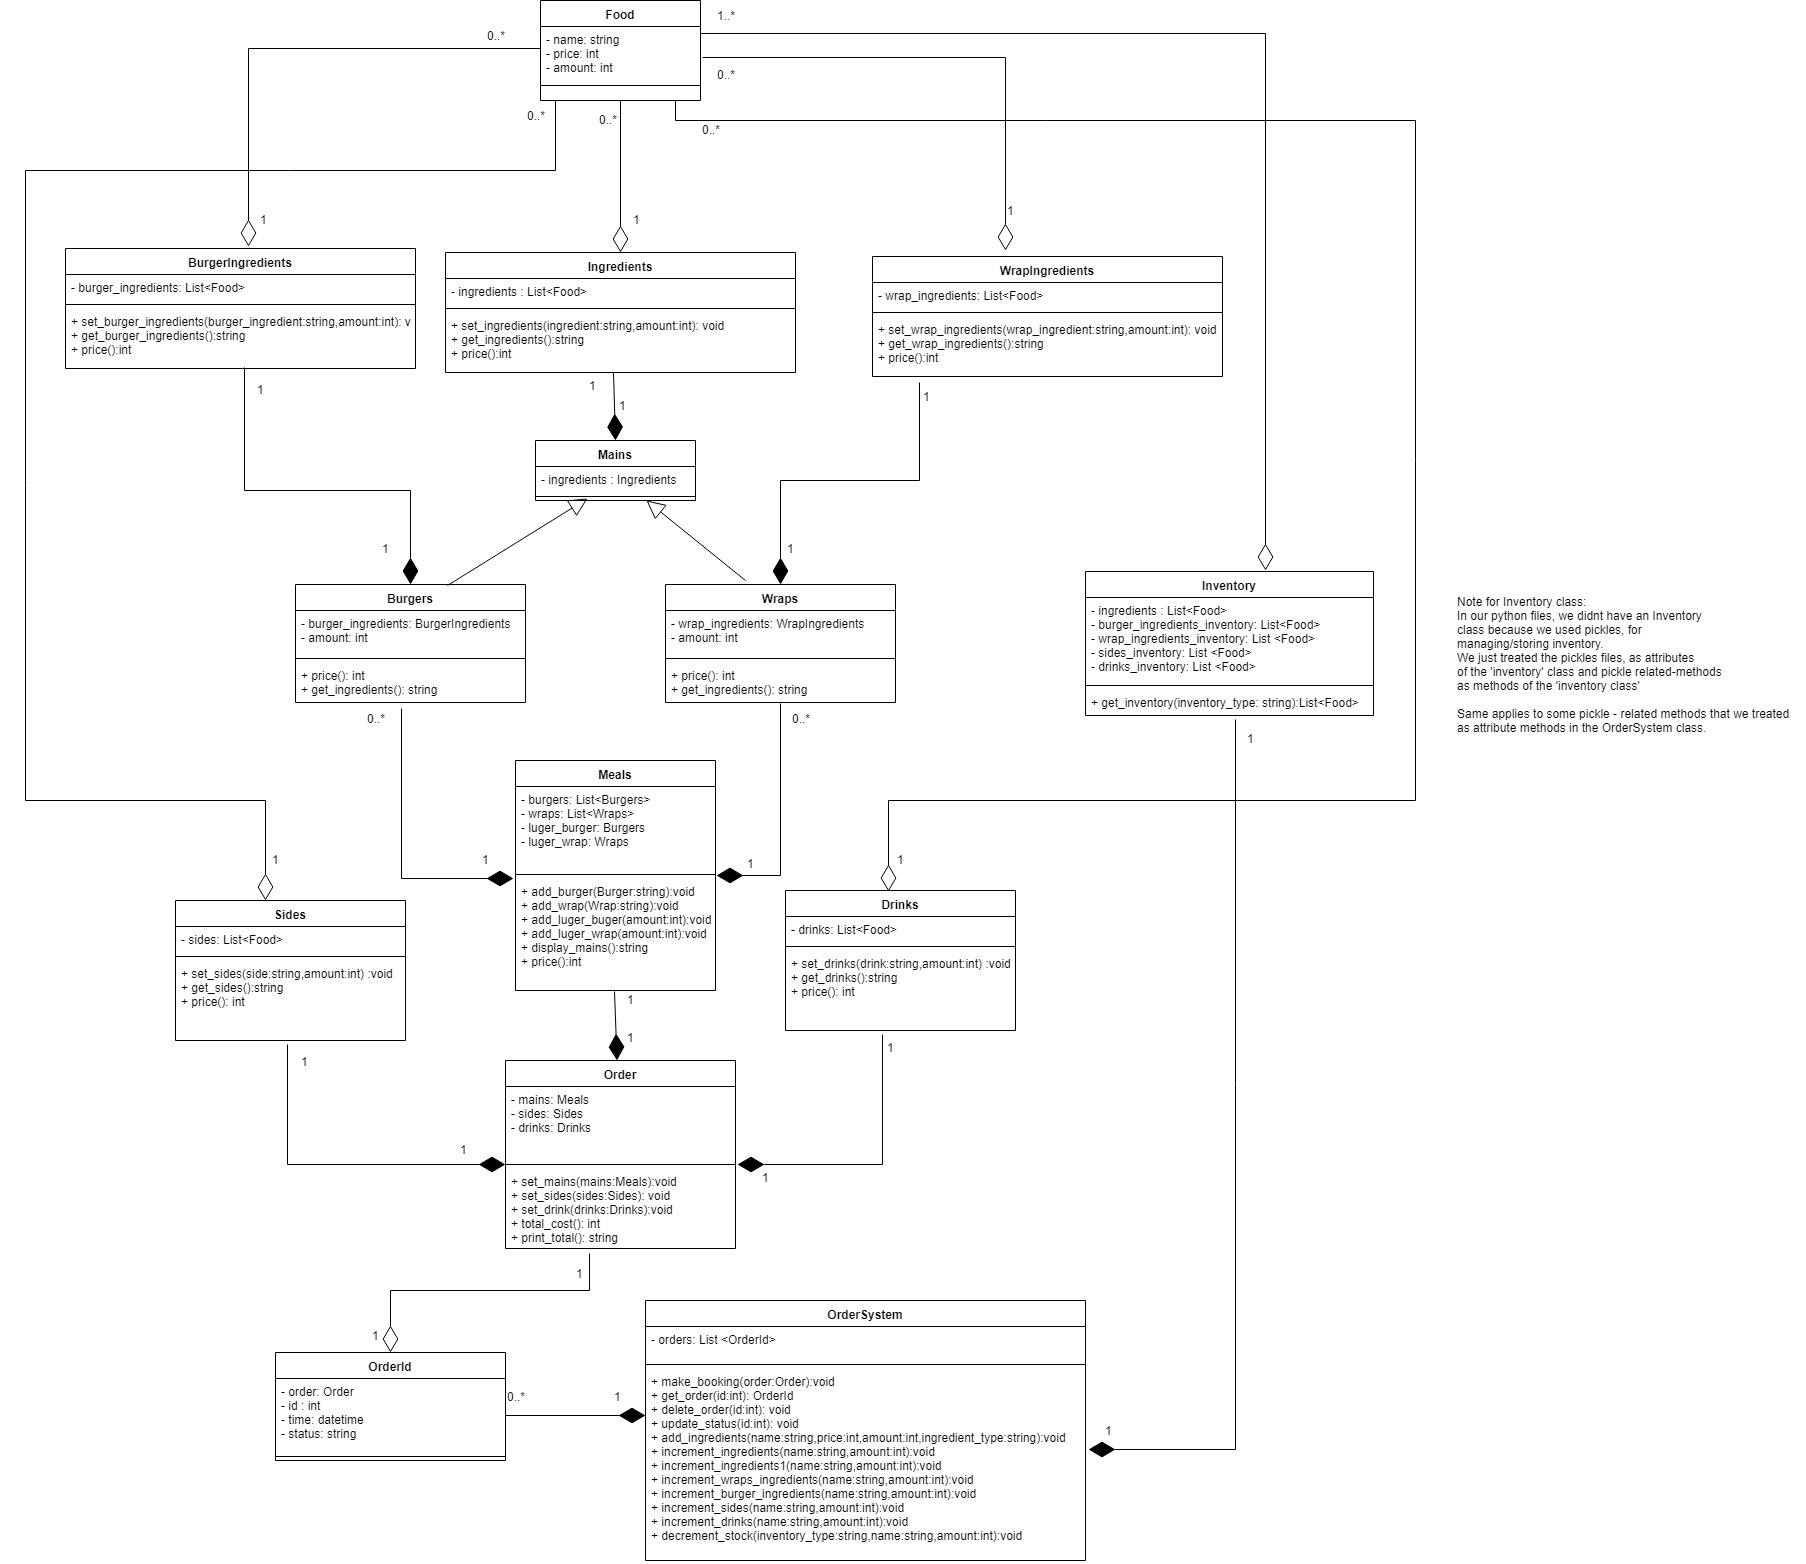 Food
- name: string
- price: int
- amount: int
0..*
1..*
0..*
0..*
0..*
0..*
1
1
1
BurgerIngredients
- burger_ingredients: List<Food>
+ set_burger_ingredients(burger_ingredient:string,amount:int): v
+ get_burger_ingredients():string
+ price():int
Ingredients
- ingredients : List<Food>
+ set_ingredients(ingredient:string,amount:int): void
+ get_ingredients():string
+ price():int
WrapIngredients
- wrap_ingredients: List<Food>
+ set_wrap_ingredients(wrap_ingredient:string,amount:int): void
+ get_wrap_ingredients():string
+ price():int
1
1
1
1
Mains
- ingredients : Ingredients
1
1
Burgers
- burger_ingredients: BurgerIngredients
- amount: int
+ price(): int
+ get_ingredients(): string
Wraps
- wrap_ingredients: WrapIngredients
- amount: int
+ price(): int
+ get_ingredients(): string
Inventory
- ingredients : List<Food>
- burger_ingredients_inventory: List<Food>
- wrap_ingredients_inventory: List <Food>
- sides_inventory: List <Food>
- drinks_inventory: List <Food>
+ get_inventory(inventory_type: string):List<Food>
Note for Inventory class:
In our python files, we didnt have an Inventory
class because we used pickles, for
managing/storing inventory.
We just treated the pickles files, as attributes
of the 'inventory' class and pickle related-methods
as methods of the 'inventory class'
Same applies to some pickle - related methods that we treated
as attribute methods in the OrderSystem class.
0..*
0..*
1
Meals
- burgers: List<Burgers>
- wraps: List<Wraps>
- luger_burger: Burgers
- luger_wrap: Wraps
+ add_burger(Burger:string):void
+ add_wrap(Wrap:string):void
+ add_luger_buger(amount:int):void
+ add_luger_wrap(amount:int):void
+ display_mains():string
+ price():int
1
1
1
1
Sides
- sides: List<Food>
+ set_sides(side:string,amount:int) :void
+ get_sides():string
+ price(): int
Drinks
- drinks: List<Food>
+ set_drinks(drink:string,amount:int) :void
+ get_drinks():string
+ price(): int
1
1
1
1
Order
- mains: Meals
- sides: Sides
- drinks: Drinks
+ set_mains(mains:Meals):void
+ set_sides(sides:Sides): void
+ set_drink(drinks:Drinks):void
+ total_cost(): int
+ print_total(): string
1
1
1
1
OrderId
- order: Order
- id : int
- time: datetime
- status: string
0..*
1
OrderSystem
- orders: List <OrderId>
+ make_booking(order:Order):void
+ get_order(id:int): OrderId
+ delete_order(id:int): void
+ update_status(id:int): void
+ add_ingredients(name:string,price:int,amount:int,ingredient_type:string):void
+ increment_ingredients(name:string,amount:int):void
+ increment_ingredients1(name:string,amount:int):void
+ increment_wraps_ingredients(name:string,amount:int):void
+ increment_burger_ingredients(name:string,amount:int):void
+ increment_sides(name:string,amount:int):void
+ increment_drinks(name:string,amount:int):void
+ decrement_stock(inventory_type:string,name:string,amount:int):void
1